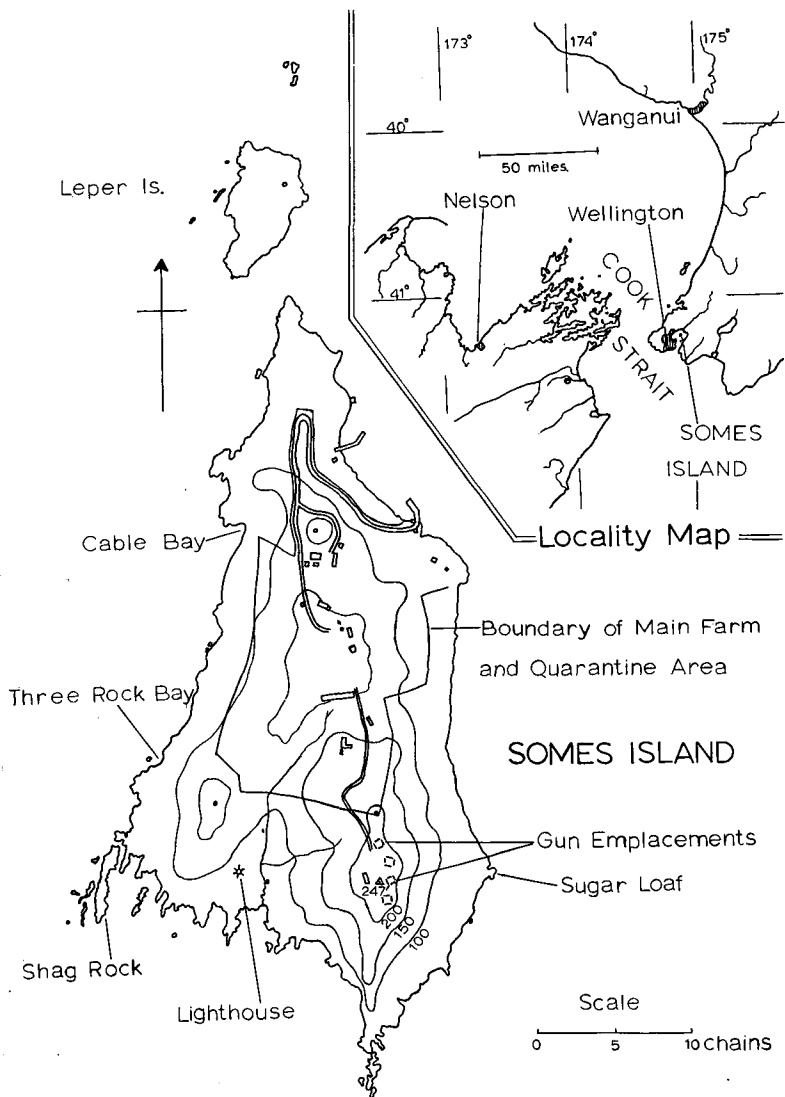 173°
174°
175°
Wanganui
40°
50 miles.
Leper Is.
Nelson
Wellington
COOK
STRAIT
41°
SOMES
ISLAND
Locality Map
Cable Bay
Boundary of Main Farm
and Quarantine Area
Three Rock Bay
SOMES ISLAND
Gun Emplacements
Sugar Loaf
247
200
150
100
Shag Rock
Lighthouse
Scale
0 5 10 chains